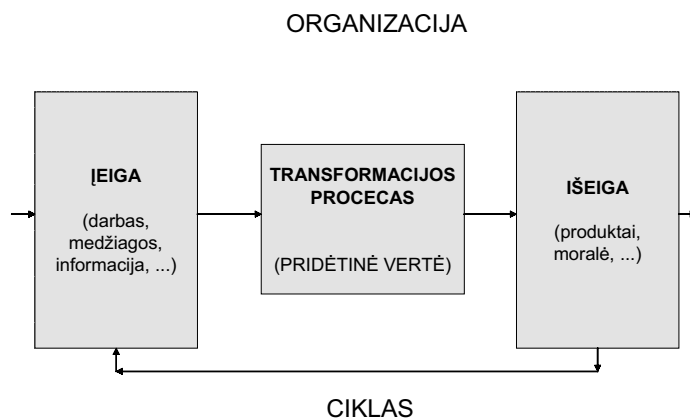 ORGANIZACIJA
ĮEIGA
(darbas,
medžiagos,
informacija, ...)
TRANSFORMACIJOS
PROCECAS
(PRIDĖTINĖ VERTĖ)
IŠEIGA
(produktai,
moralė, ...)
CIKLAS